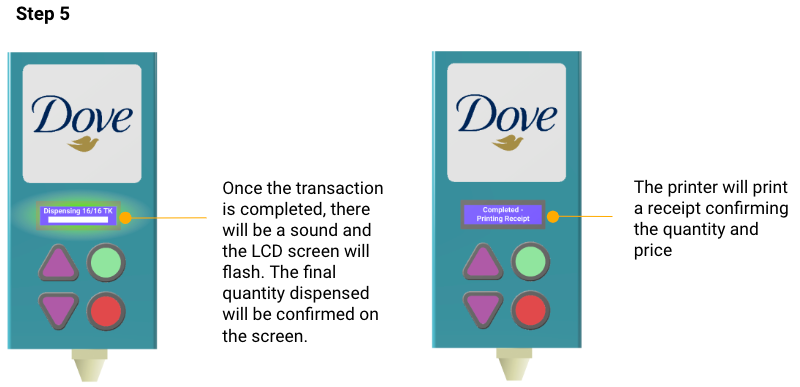 Step 5
Dove
Dispensing 16/16 TK
Once the transaction
is completed, there
will be a sound and
the LCD screen will
flash. The final
quantity dispensed
will be confirmed on
the screen.
Dove
Completed -
Printing Receipt
The printer will print
a receipt confirming
the quantity and
price